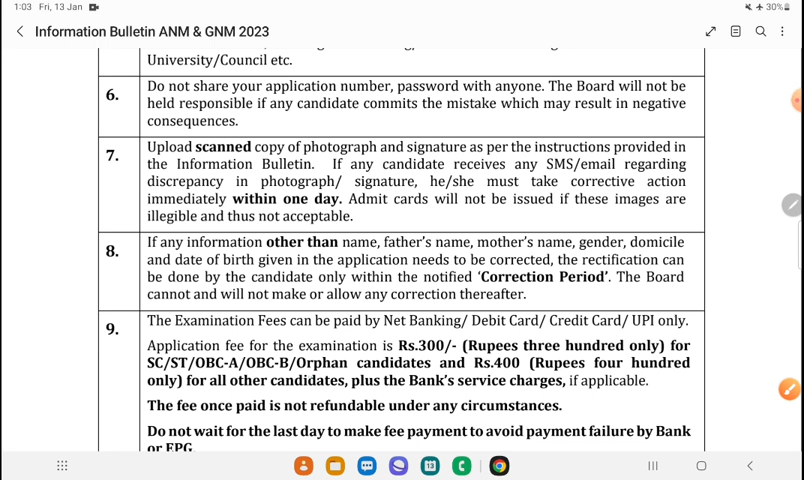 1:03 Fri, 13 Jan
30%
Information Bulletin ANM & GNM 2023
University/Council etc.
6. Do not share your application number, password with anyone. The Board will not be
held responsible if any candidate commits the mistake which may result in negative
consequences.
7. Upload scanned copy of photograph and signature as per the instructions provided in
the Information Bulletin. If any candidate receives any SMS/email regarding
discrepancy in photograph/ signature, he/she must take corrective action
immediately within one day. Admit cards will not be issued if these images are
illegible and thus not acceptable.
8. If any information other than name, father's name, mother's name, gender, domicile
and date of birth given in the application needs to be corrected, the rectification can
be done by the candidate only within the notified 'Correction Period'. The Board
cannot and will not make or allow any correction thereafter.
9. The Examination Fees can be paid by Net Banking/ Debit Card/ Credit Card/ UPI only.
Application fee for the examination is Rs.300/- (Rupees three hundred only) for
SC/ST/OBC-A/OBC-B/Orphan candidates and Rs.400 (Rupees four hundred
only) for all other candidates, plus the Bank's service charges, if applicable.
The fee once paid is not refundable under any circumstances.
Do not wait for the last day to make fee payment to avoid payment failure by Bank
or EPG.
13